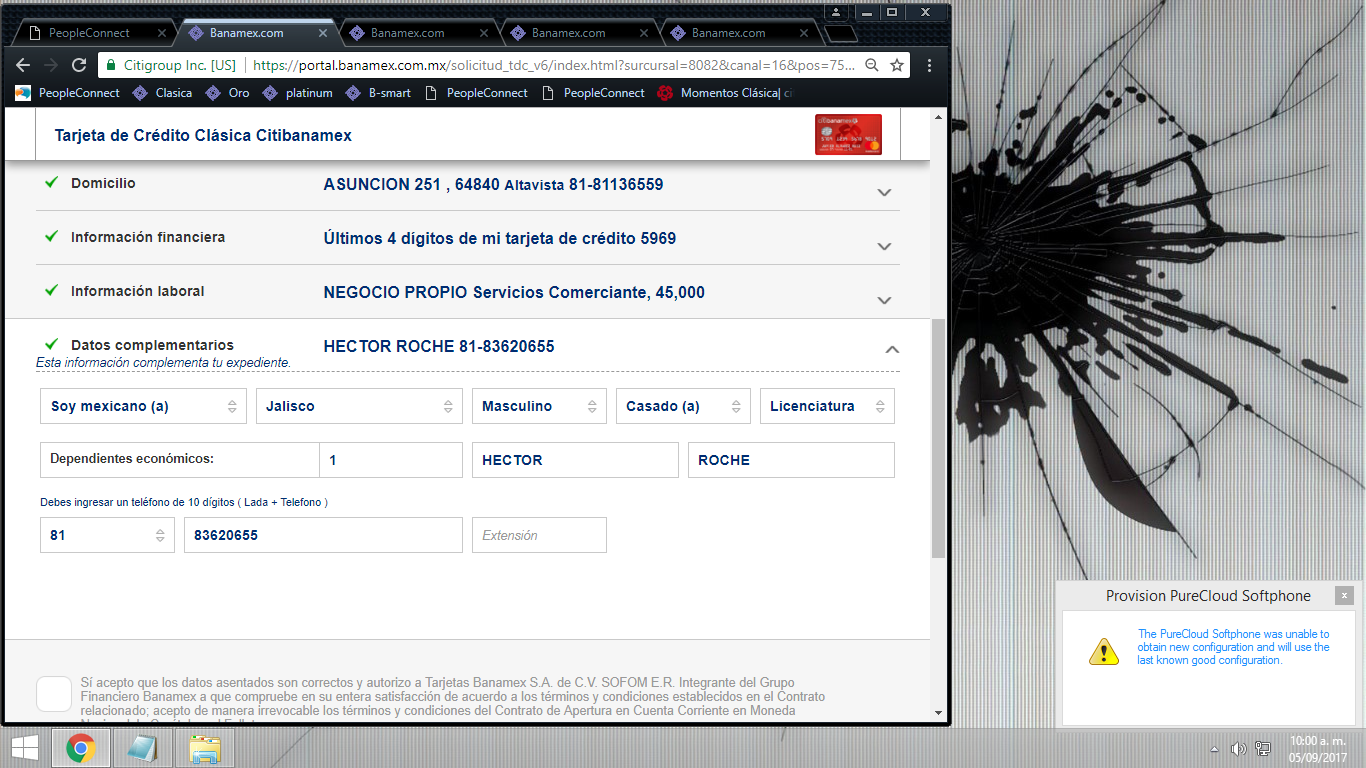 PeopleConnect
Banamex.com
Banamex.com
Banamex.com
Banamex.com
Citigroup Inc. [US]
https://portal.banamex.com.mx/solicitud_tdc_v6/index.html?surcursal=8082&canal=16&pos=75...
PeopleConnect
Clasica
Oro
platinum
B-smart
PeopleConnect
PeopleConnect
Momentos Clásica| ci
Tarjeta de Crédito Clásica Citibanamex
Domicilio
ASUNCION 251 , 64840 Altavista 81-81136559
Información financiera
Últimos 4 dígitos de mi tarjeta de crédito 5969
Información laboral
NEGOCIO PROPIO Servicios Comerciante, 45,000
Datos complementarios
HECTOR ROCHE 81-83620655
Esta información complementa tu expediente.
Soy mexicano (a)
Jalisco
Masculino
Casado (a)
Licenciatura
Dependientes económicos:
1
HECTOR
ROCHE
Debes ingresar un teléfono de 10 dígitos ( Lada + Telefono )
81
83620655
Extensión
Sí acepto que los datos asentados son correctos y autorizo a Tarjetas Banamex S.A. de C.V. SOFOM E.R. Integrante del Grupo
Financiero Banamex a que compruebe en su entera satisfacción de acuerdo a los términos y condiciones establecidos en el Contrato
relacionado; acepto de manera irrevocable los términos y condiciones del Contrato de Apertura en Cuenta Corriente en Moneda
Provision PureCloud Softphone
The PureCloud Softphone was unable to
obtain new configuration and will use the
last known good configuration.
10:00 a. m.
05/09/2017